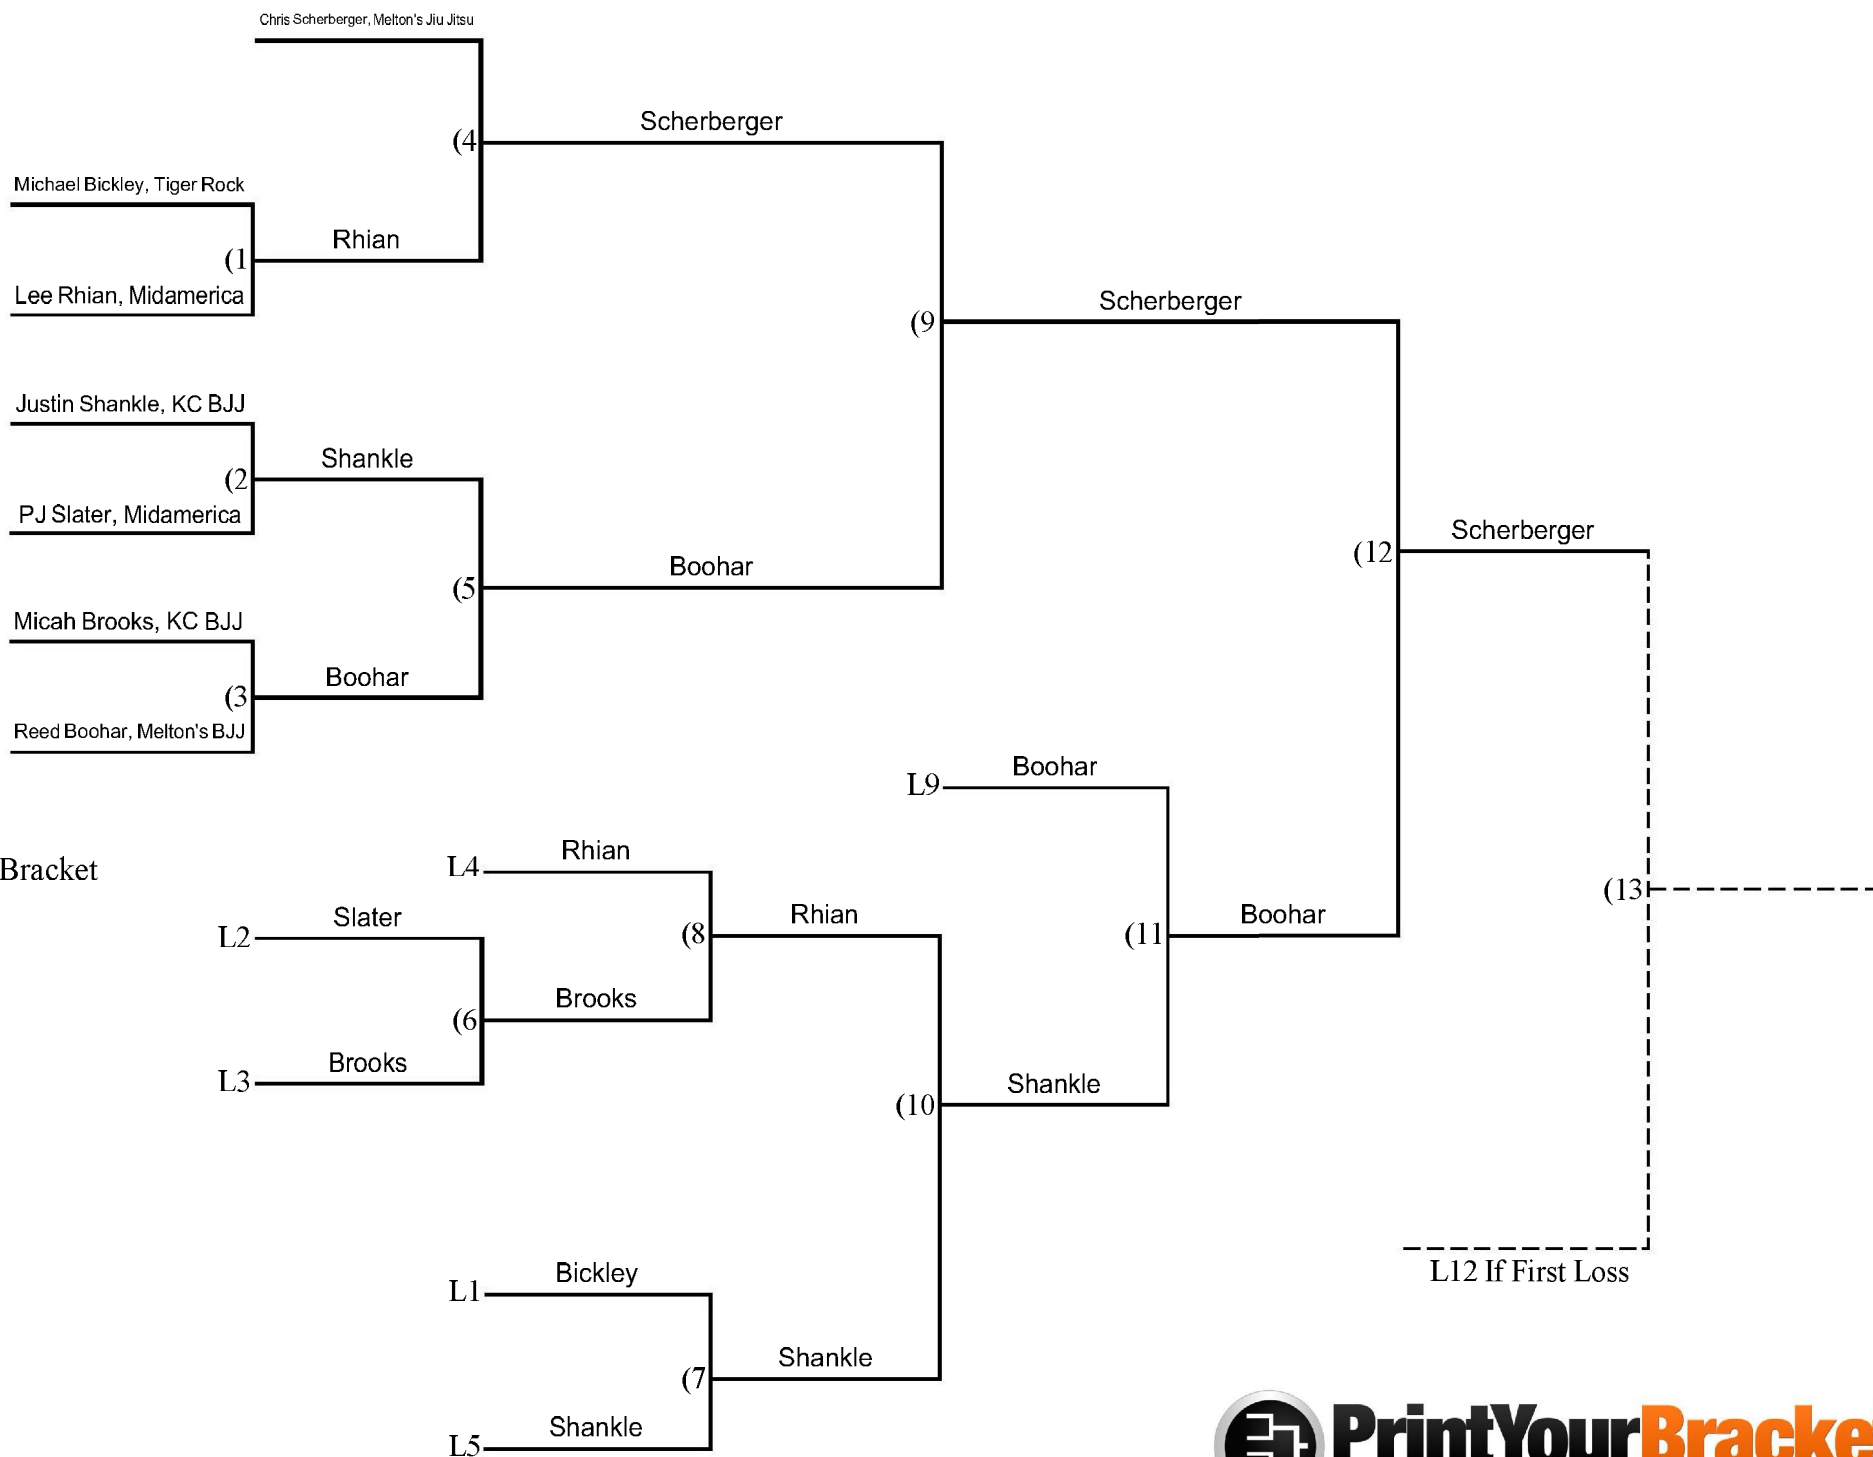 Chris Scherberger, Melton's Jiu Jitsu
Scherberger
(4
Michael Bickley, Tiger Rock
Rhian
(1
Lee Rhian, Midamerica
Scherberger
(9
Justin Shankle, KC BJJ
Shankle
(2
PJ Slater, Midamerica
Scherberger
(12
Boohar
(5
Micah Brooks, KC BJJ
Boohar
(3
Reed Boohar, Melton's BJJ
L9 Boohar
L4 Rhian
Bracket
(13
L2 Slater
(8 Rhian
(11 Boohar
Brooks
(6
L3 Brooks
(10 Shankle
L12 If First Loss
L1 Bickley
Shankle
(7
L5 Shankle
PrintYourBracke